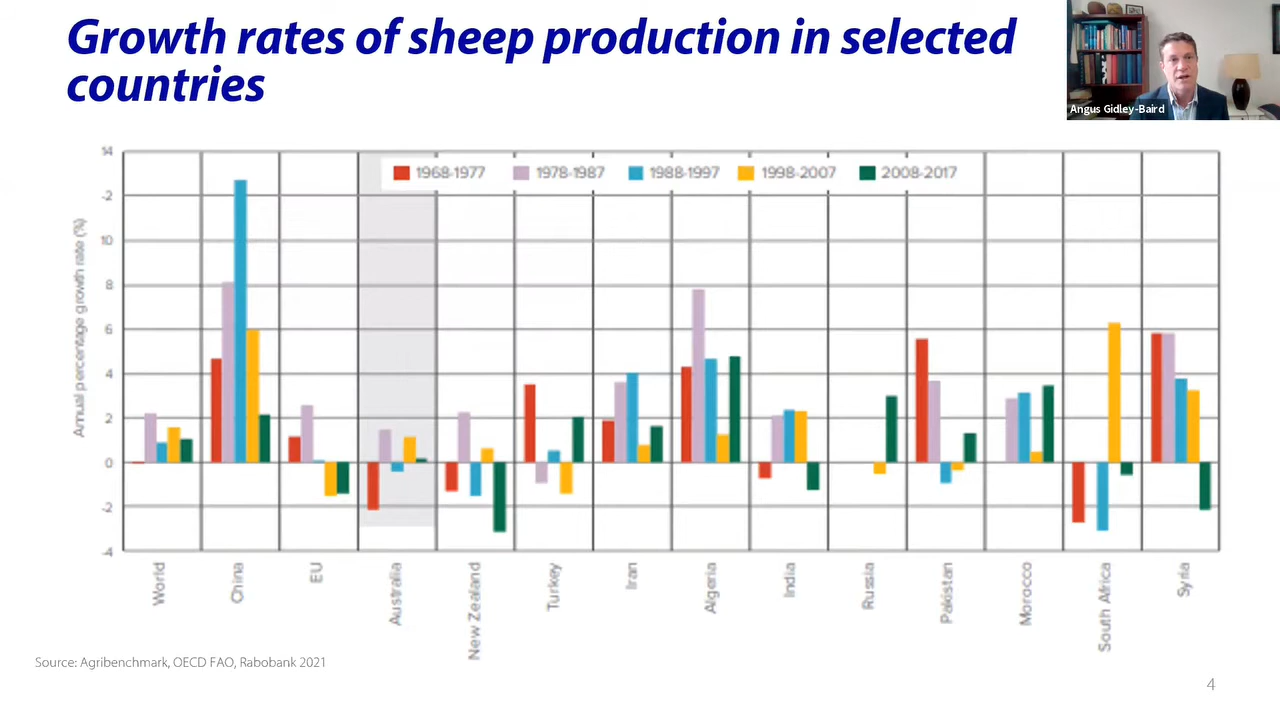 Growth rates of sheep production in selected
countries
Angus Gidley-Baird
14
-2
10
8
6
4
2
0
-2
-4
Annual percentage growth rate (%)
1968-1977 1978-1987 1988-1997 1998-2007 2008-2017
World
China
EU
Australia
New Zealand
Turkey
Iran
Algeria
India
Russia
Pakistan
Morocco
South Africa
Syria
Source: Agribenchmark, OECD FAO, Rabobank 2021
4